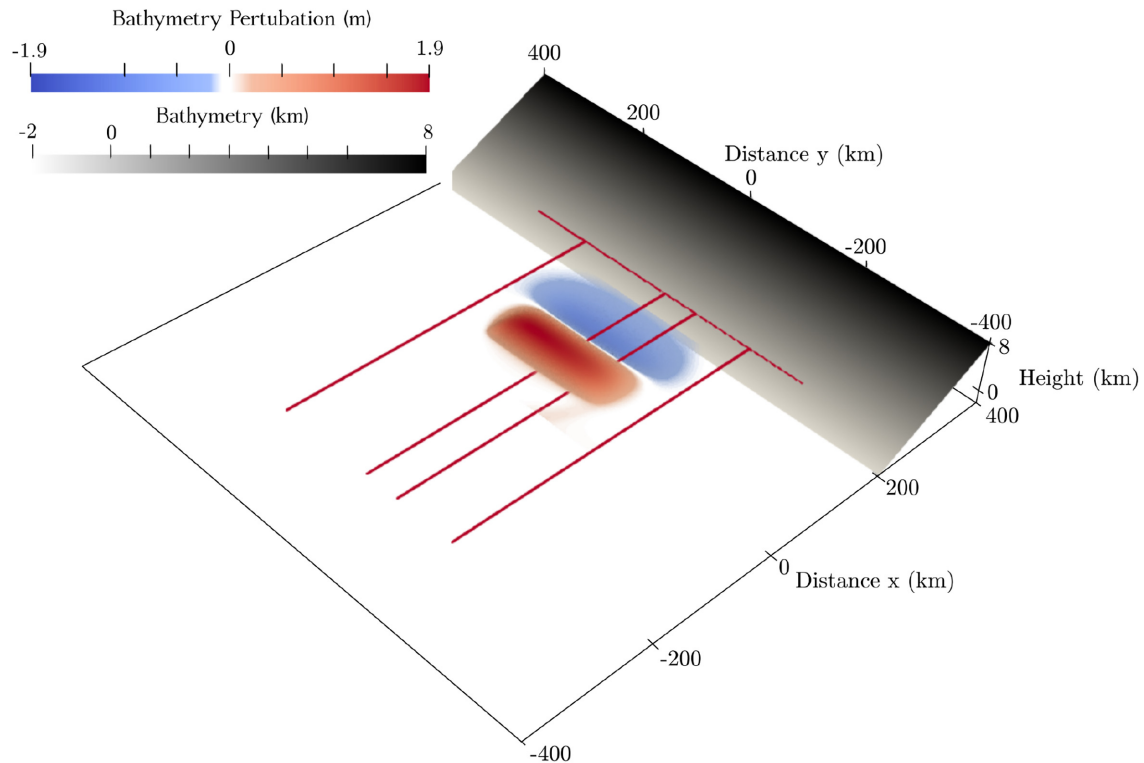 Bathymetry Pertubation (m)
-1.9 0 1.9
Bathymetry (km)
-2 0 8
400
200
Distance y (km)
0
-200
-400
8
Height (km)
0
400
200
0
Distance x (km)
-200
-400